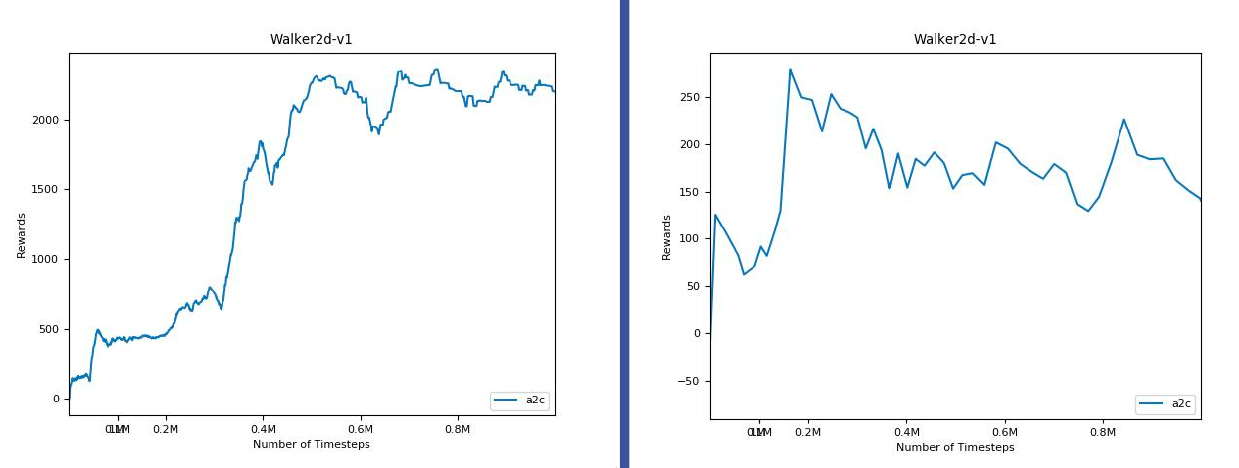 Walker2d-v1
Rewards
2000
1500
1000
500
0
0.2M
0.4M
0.6M
0.8M
Number of Timesteps
a2c
Walker2d-v1
Rewards
250
200
150
100
50
0
−50
0.2M
0.4M
0.6M
0.8M
Number of Timesteps
a2c